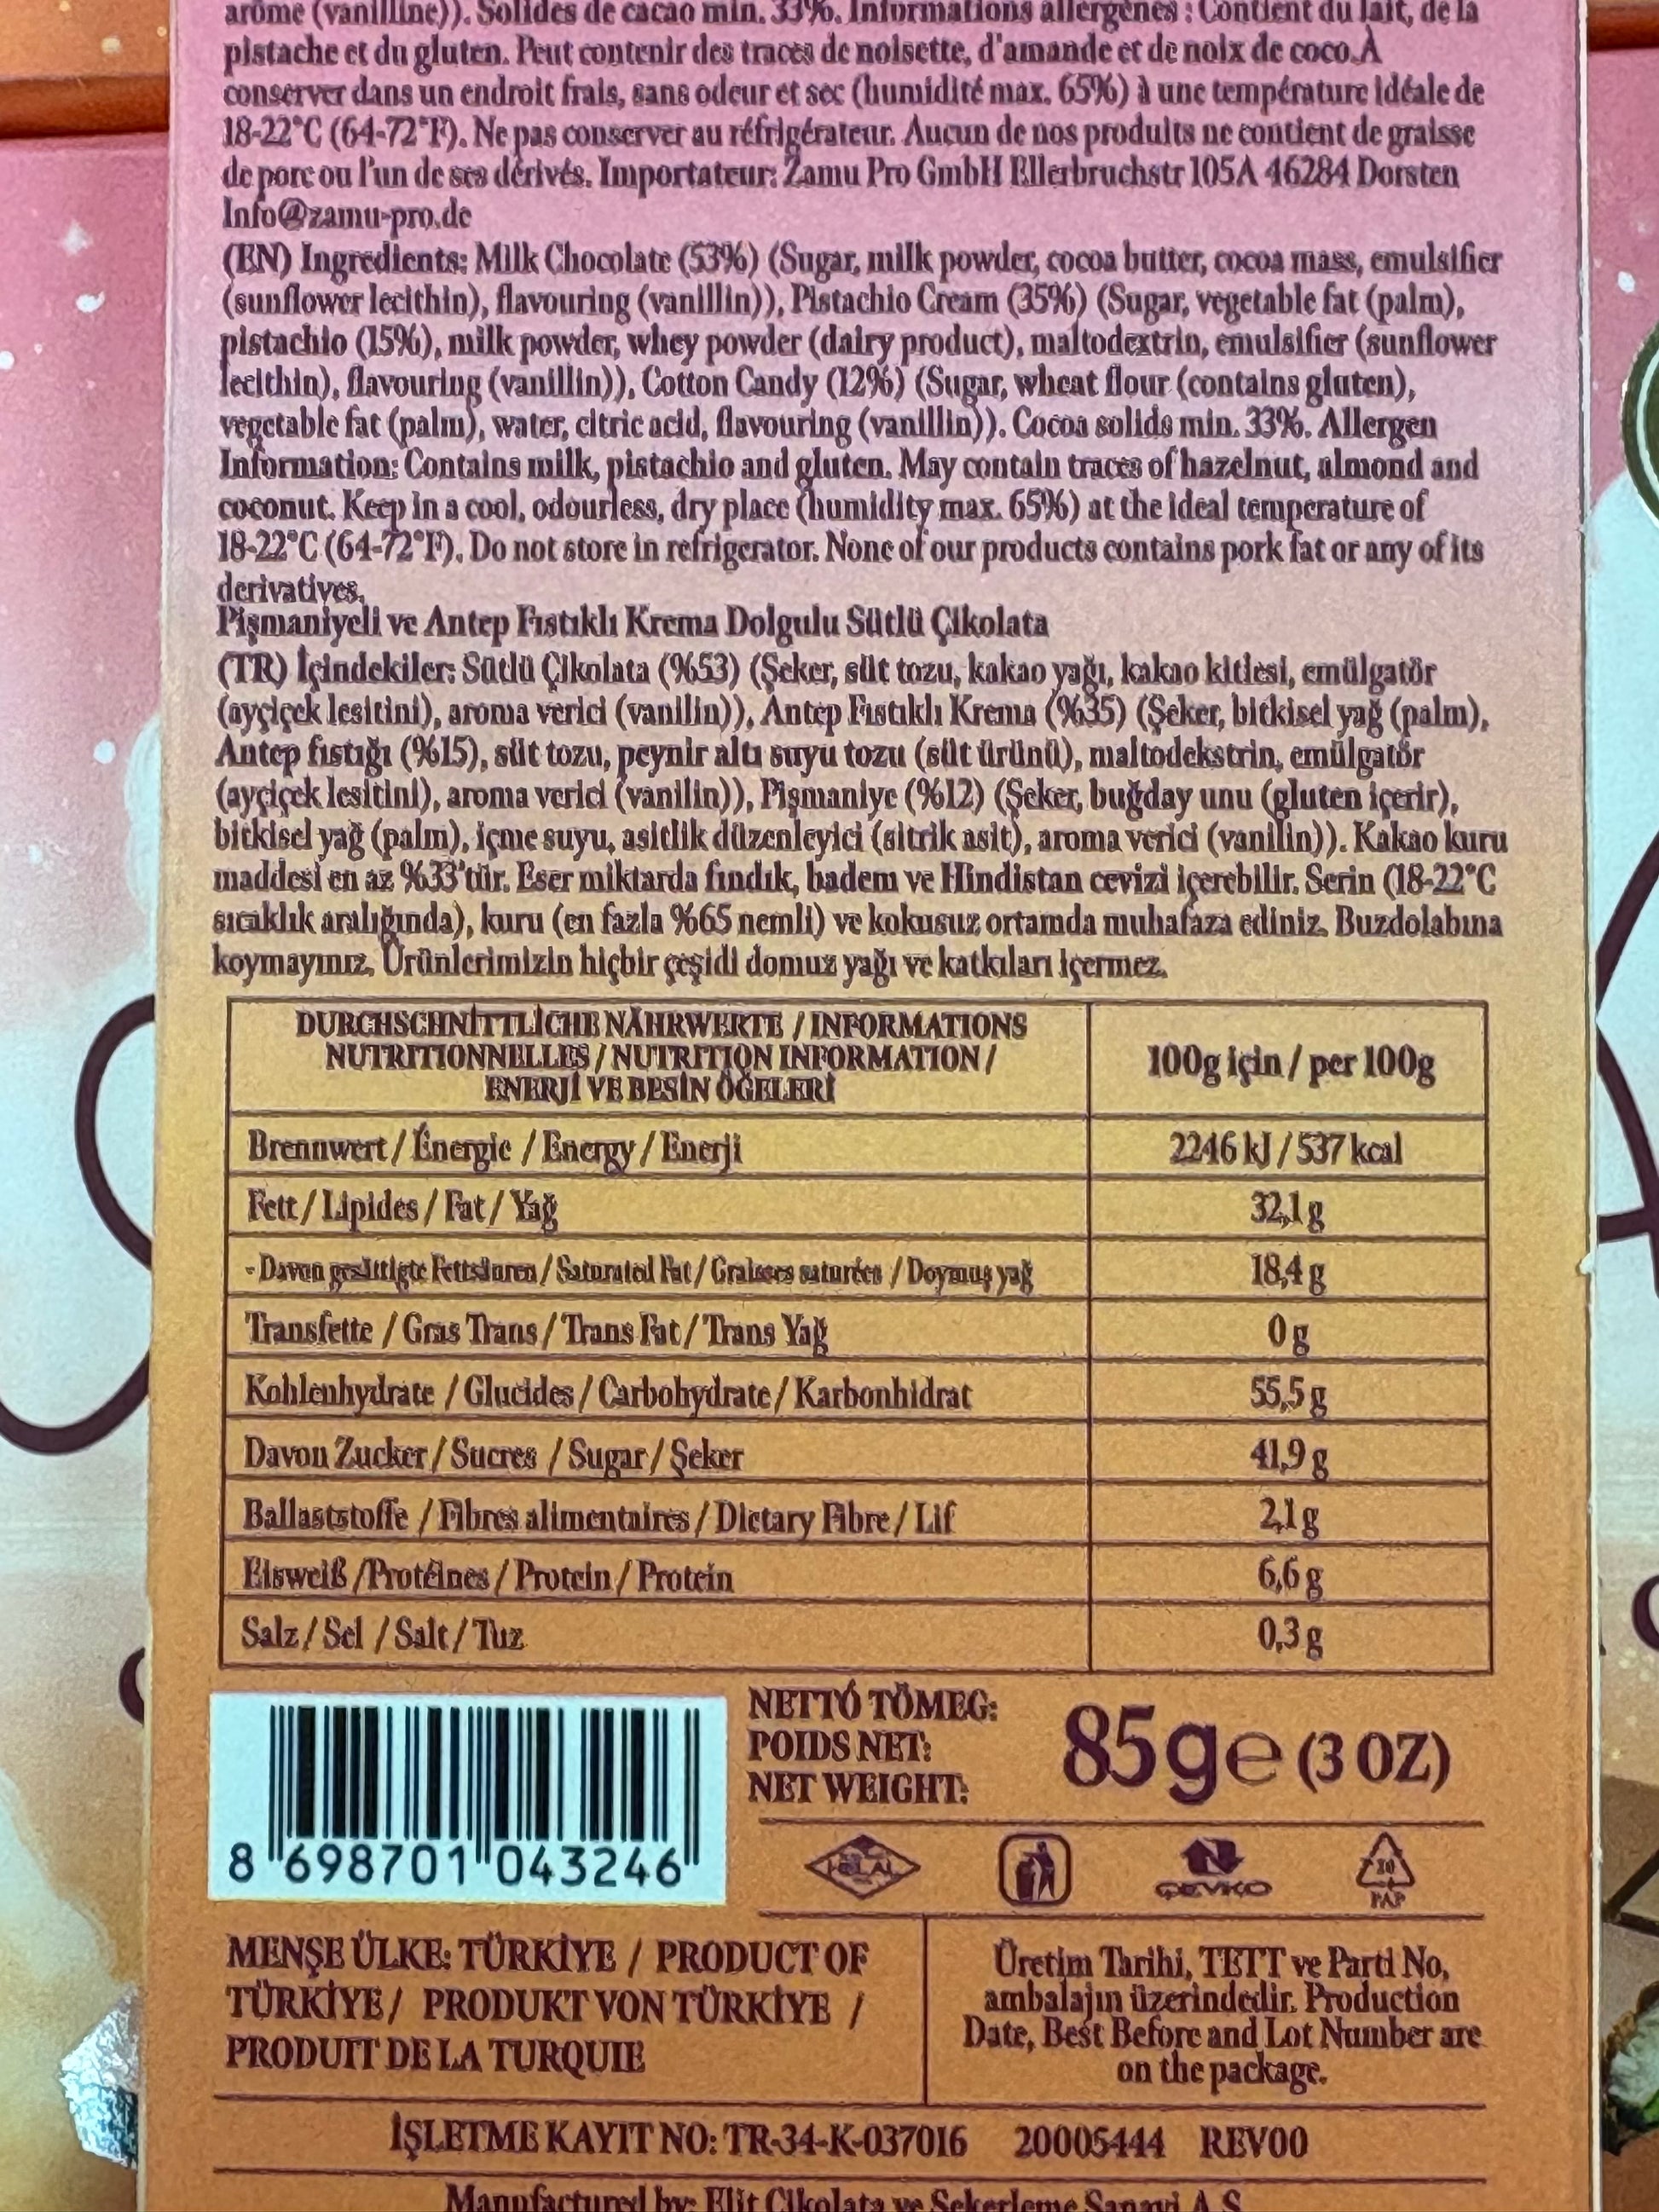 arôme (vanilline)). Solides de cacao min. 33%. Informations allergènes : Contient du lait, de la
pistache et du gluten. Peut contenir des traces de noisette, d'amande et de noix de coco.À
conserver dans un endroit frais, sans odeur et sec (humidité max. 65%) à une température idéale de
18-22°C (64-72°F). Ne pas conserver au réfrigérateur. Aucun de nos produits ne contient de graisse
de porc ou l'un de ses dérivés. Importateur: Zamu Pro GmbH Ellerbruchstr 105A 46284 Dorsten
Info@zamu-pro.de
(EN) Ingredients: Milk Chocolate (53%) (Sugar, milk powder, cocoa butter, cocoa mass, emulsifier
(sunflower lecithin), flavouring (vanillin)), Pistachio Cream (35%) (Sugar, vegetable fat (palm),
pistachio (15%), milk powder, whey powder (dairy product), maltodextrin, emulsifier (sunflower
lecithin), flavouring (vanillin)), Cotton Candy (12%) (Sugar, wheat flour (contains gluten),
vegetable fat (palm), water, citric acid, flavouring (vanillin)). Cocoa solids min. 33%. Allergen
Information: Contains milk, pistachio and gluten. May contain traces of hazelnut, almond and
coconut. Keep in a cool, odourless, dry place (humidity max. 65%) at the ideal temperature of
18-22°C (64-72°F). Do not store in refrigerator. None of our products contains pork fat or any of its
derivatives.
Pişmaniyeli ve Antep Fıstıklı Krema Dolgulu Sütlü Çikolata
(TR) İçindekiler: Sütlü Çikolata (%53) (Şeker, süt tozu, kakao yağı, kakao kitlesi, emülgatör
(ayçiçek lesitini), aroma verici (vanilin)), Antep Fıstıklı Krema (%35) (Şeker, bitkisel yağ (palm),
Antep fıstığı (%15), süt tozu, peynir altı suyu tozu (süt ürünü), maltodekstrin, emülgatör
(ayçiçek lesitini), aroma verici (vanilin)), Pişmaniye (%12) (Şeker, buğday unu (gluten içerir),
bitkisel yağ (palm), içme suyu, asitlik düzenleyici (sitrik asit), aroma verici (vanilin)). Kakao kuru
maddesi en az %33'tür. Eser miktarda fındık, badem ve Hindistan cevizi içerebilir. Serin (18-22°C
sıcaklık aralığında), kuru (en fazla %65 nemli) ve kokusuz ortamda muhafaza ediniz. Buzdolabına
koymayınız. Ürünlerimizin hiçbir çeşidi domuz yağı ve katkıları içermez.
DURCHSCHNİTTLİCHE NÄHRWERTE / INFORMATIONS
NUTRITIONNELLES / NUTRITION INFORMATION /
ENERJİ VE BESİN ÖĞELERİ
100g için / per 100g
Brennwert / Énergie / Energy / Enerji 2246 kJ / 537 kcal
Fett / Lipides / Fat / Yağ 32,1 g
- Davon gesättigte Fettsäuren / Saturated Fat / Graisses saturées / Doymuş yağ 18,4 g
Transfette / Gras Trans / Trans Fat / Trans Yağ 0 g
Kohlenhydrate / Glucides / Carbohydrate / Karbonhidrat 55,5 g
Davon Zucker / Sucres / Sugar / Şeker 41,9 g
Ballaststoffe / Fibres alimentaires / Dietary Fibre / Lif 2,1 g
Eisweiß /Protéines / Protein / Protein 6,6 g
Salz / Sel / Salt / Tuz 0,3 g
NETTÓ TÖMEG:
POIDS NET:
NET WEIGHT:
85g e (3 OZ)
8 698701 043246
HELAL
ÇEVKO
PAP
MENŞE ÜLKE: TÜRKİYE / PRODUCT OF
TÜRKİYE / PRODUKT VON TÜRKİYE /
PRODUIT DE LA TURQUIE
Üretim Tarihi, TETT ve Parti No,
ambalajın üzerindedir. Production
Date, Best Before and Lot Number are
on the package.
İŞLETME KAYIT NO: TR-34-K-037016 20005444 REV00
Manufactured by: Elit Çikolata ve Şekerleme Sanayi A.Ş.